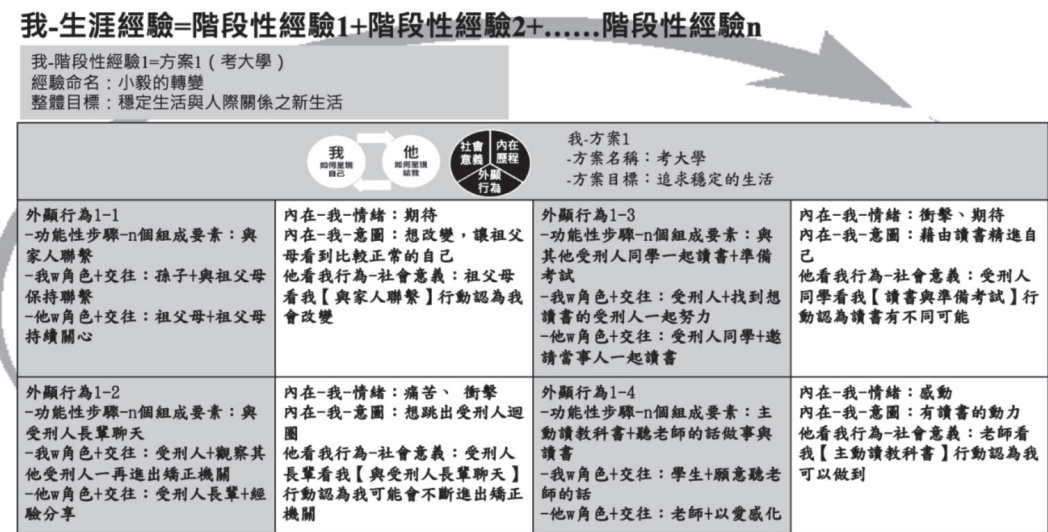 我-生涯經驗=階段性經驗1+階段性經驗2+......階段性經驗n
我-階段性經驗1=方案1（考大學）
經驗命名：小毅的轉變
整體目標：穩定生活與人際關係之新生活
我
如何呈現
自己
他
如何呈現
給我
社會
意義
內在
歷程
外顯
行為
我-方案1
-方案名稱：考大學
-方案目標：追求穩定的生活
外顯行為1-1
-功能性步驟-n個組成要素：與
家人聯繫
-我w角色+交往：孫子+與祖父母
保持聯繫
-他w角色+交往：祖父母+祖父母
持續關心
內在-我-情緒：期待
內在-我-意圖：想改變，讓祖父
母看到比較正常的自己
他看我行為-社會意義：祖父母
看我【與家人聯繫】行動認為我
會改變
外顯行為1-3
-功能性步驟-n個組成要素：與
其他受刑人同學一起讀書+準備
考試
-我w角色+交往：受刑人+找到想
讀書的受刑人一起努力
-他w角色+交往：受刑人同學+邀
請當事人一起讀書
內在-我-情緒：衝擊、期待
內在-我-意圖：藉由讀書精進自
己
他看我行為-社會意義：受刑人
同學看我【讀書與準備考試】行
動認為讀書有不同可能
外顯行為1-2
-功能性步驟-n個組成要素：與
受刑人長輩聊天
-我w角色+交往：受刑人+觀察其
他受刑人一再進出矯正機關
-他w角色+交往：受刑人長輩+經
驗分享
內在-我-情緒：痛苦、 衝擊
內在-我-意圖：想跳出受刑人迴
圈
他看我行為-社會意義：受刑人
長輩看我【與受刑人長輩聊天】
行動認為我可能會不斷進出矯正
機關
外顯行為1-4
-功能性步驟-n個組成要素：主
動讀教科書+聽老師的話做事與
讀書
-我w角色+交往：學生+願意聽老
師的話
-他w角色+交往：老師+以愛感化
內在-我-情緒：感動
內在-我-意圖：有讀書的動力
他看我行為-社會意義：老師看
我【主動讀教科書】行動認為我
可以做到